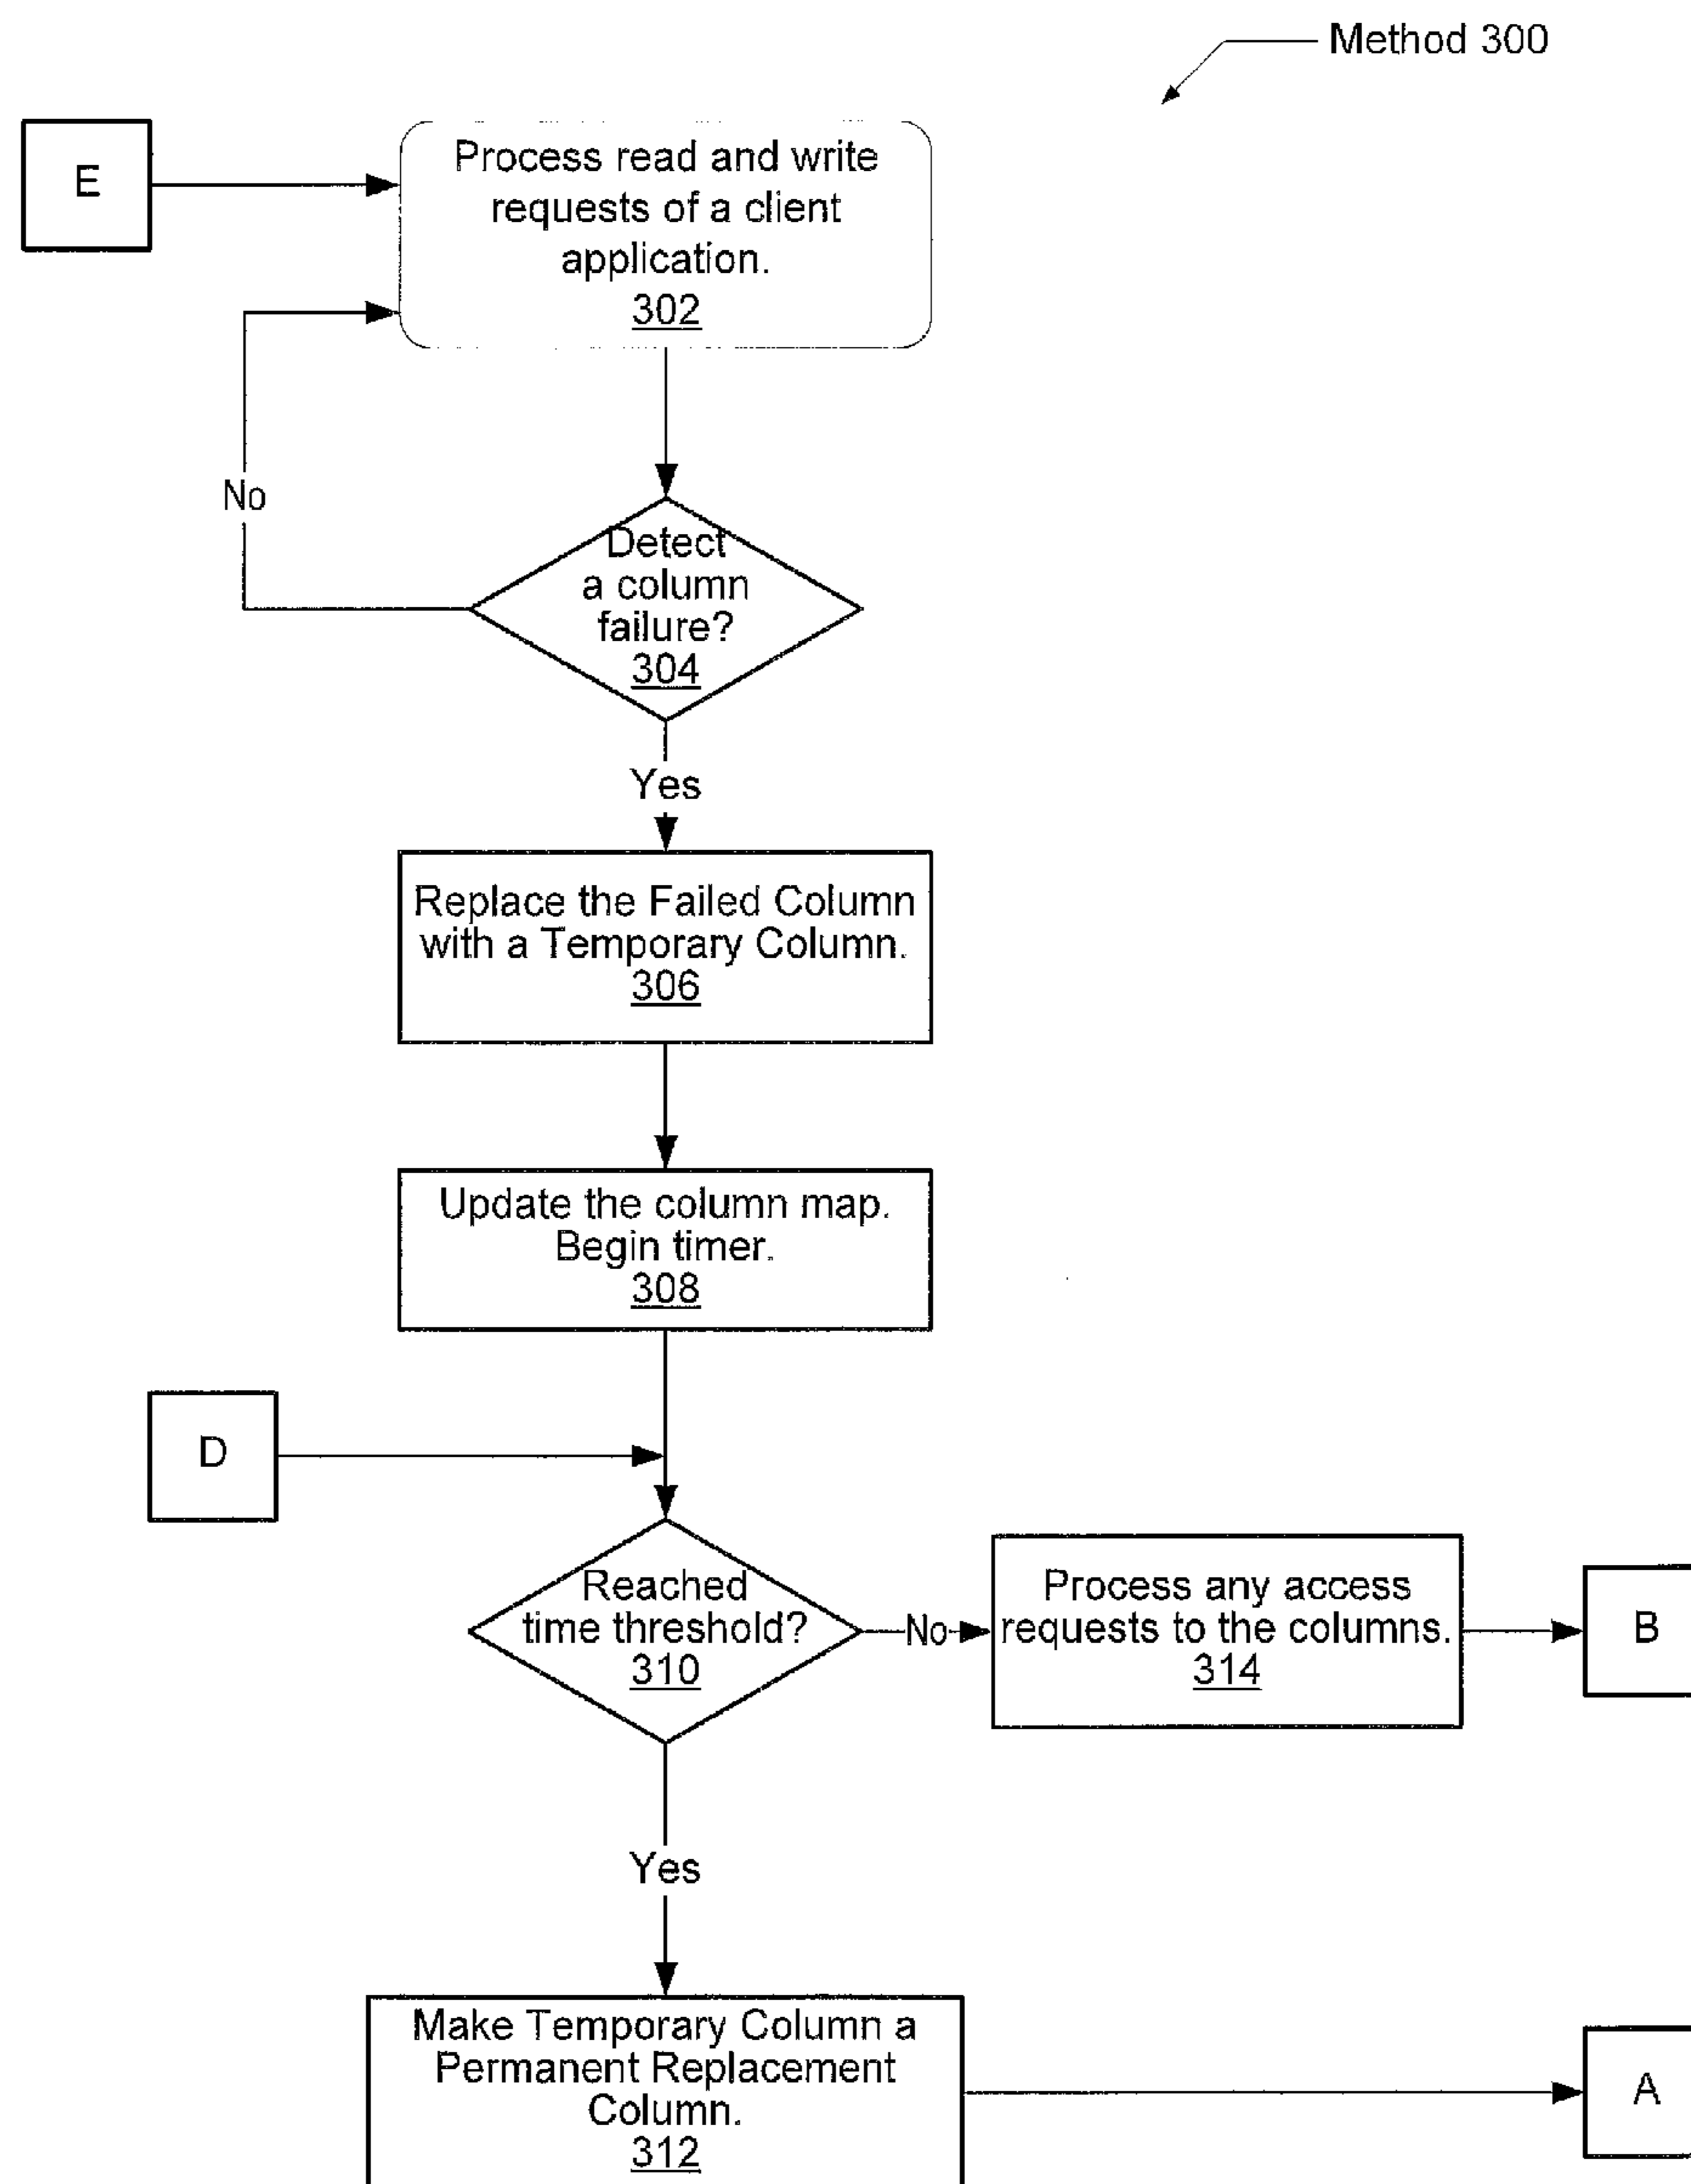 Method 300
E
Process read and write
requests of a client
application.
302
No
Detect
a column
failure?
304
Yes
Replace the Failed Column
with a Temporary Column.
306
Update the column map.
Begin timer.
308
D
Reached
time threshold?
310
No
Process any access
requests to the columns.
314
B
Yes
Make Temporary Column a
Permanent Replacement
Column.
312
A